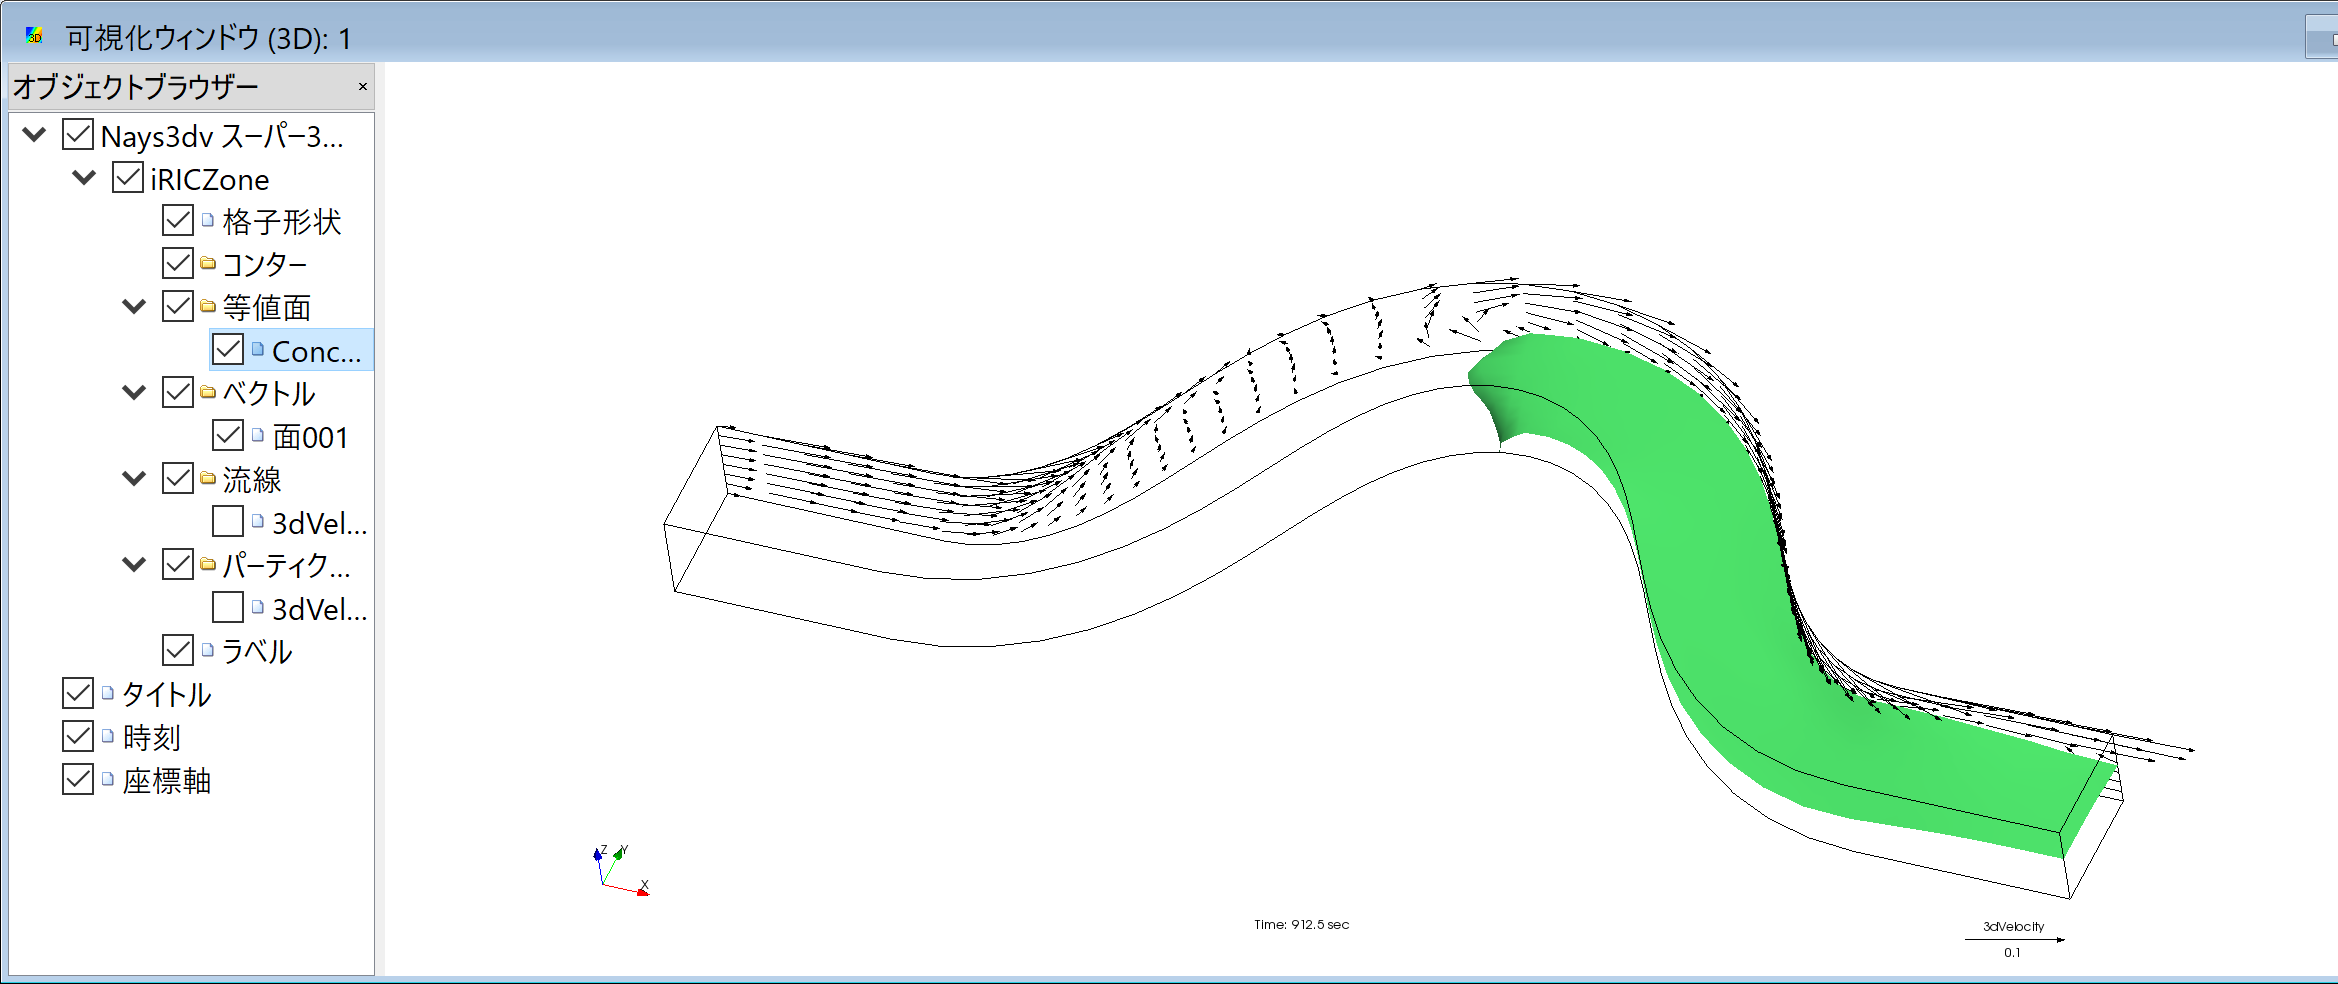 3D
可視化ウィンドウ (3D): 1
オブジェクトブラウザー
×
Nays3dv スーパー3...
iRICZone
格子形状
コンター
等値面
Conc...
ベクトル
面001
流線
3dVel...
パーティク...
3dVel...
ラベル
タイトル
時刻
座標軸
Z
Y
X
Time: 912.5 sec
3dVelocity
0.1